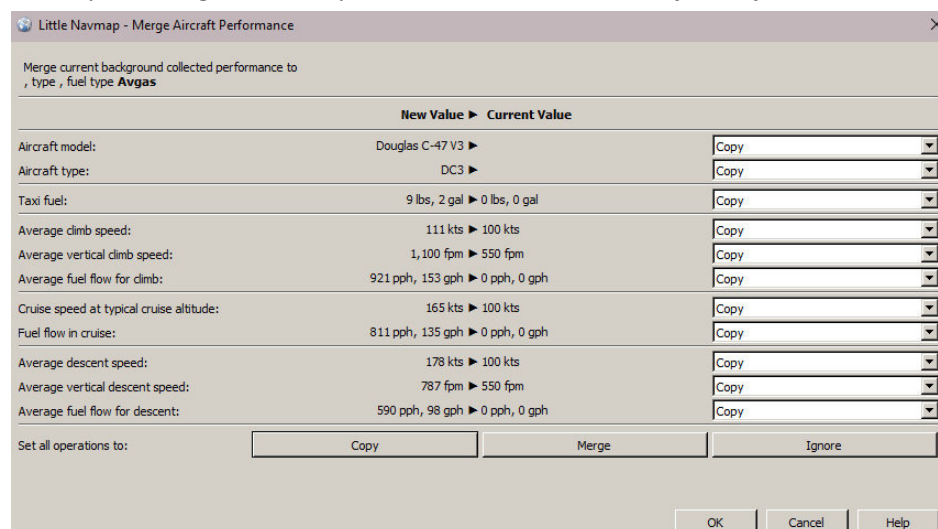 Little Navmap - Merge Aircraft Performance
Merge current background collected performance to
, type , fuel type Avgas
New Value ► Current Value
Aircraft model: Douglas C-47 V3 ► Copy
Aircraft type: DC3 ► Copy
Taxi fuel: 9 lbs, 2 gal ► 0 lbs, 0 gal Copy
Average climb speed: 111 kts ► 100 kts Copy
Average vertical climb speed: 1,100 fpm ► 550 fpm Copy
Average fuel flow for climb: 921 pph, 153 gph ► 0 pph, 0 gph Copy
Cruise speed at typical cruise altitude: 165 kts ► 100 kts Copy
Fuel flow in cruise: 811 pph, 135 gph ► 0 pph, 0 gph Copy
Average descent speed: 178 kts ► 100 kts Copy
Average vertical descent speed: 787 fpm ► 550 fpm Copy
Average fuel flow for descent: 590 pph, 98 gph ► 0 pph, 0 gph Copy
Set all operations to: Copy Merge Ignore
OK Cancel Help